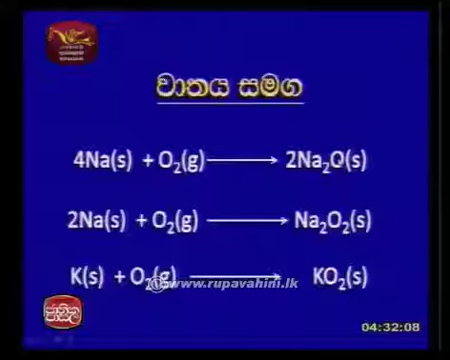 වාතය සමග
4Na(s) + O₂(g) ⟶ 2Na₂O(s)
2Na(s) + O₂(g) ⟶ Na₂O₂(s)
K(s) + O₂(g) ⟶ KO₂(s)
www.rupavahini.lk
04:32:08